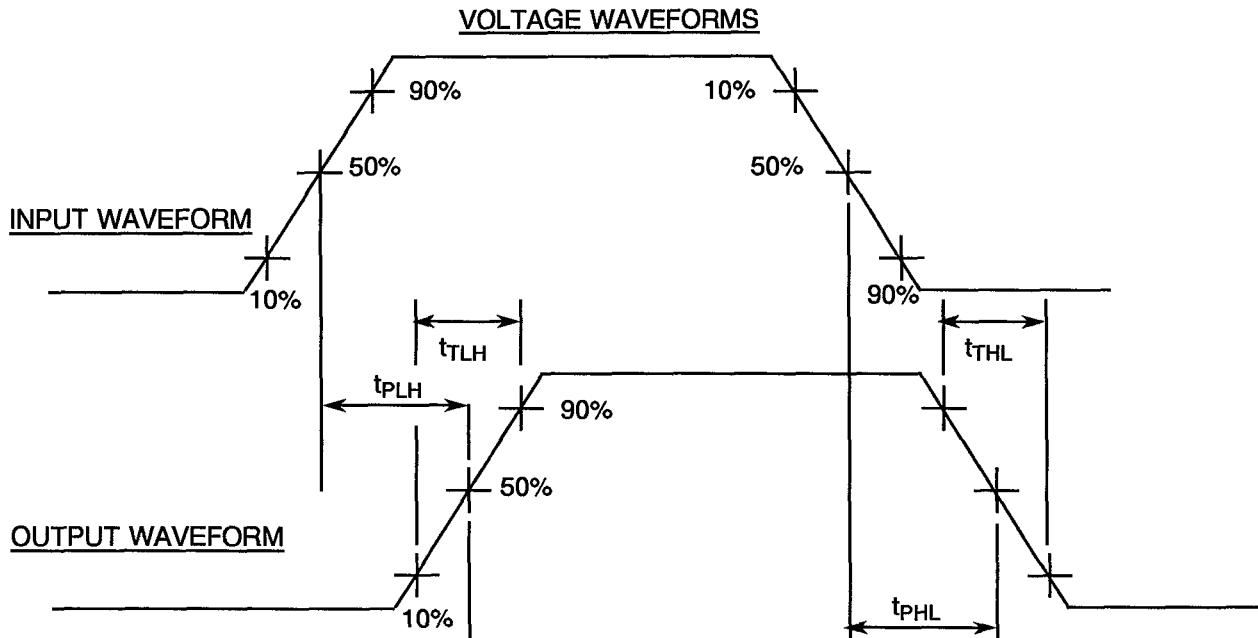 VOLTAGE WAVEFORMS
90%
10%
50%
50%
INPUT WAVEFORM
10%
90%
tTLH
tTHL
tPLH
90%
50%
OUTPUT WAVEFORM
10%
tPHL